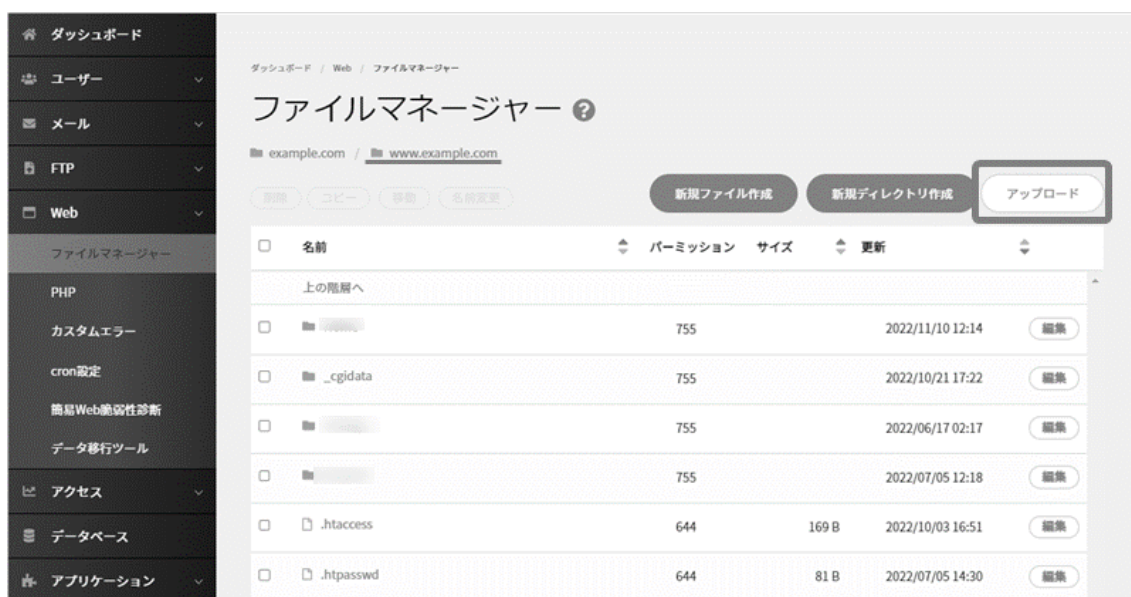 ダッシュボード
ユーザー
メール
FTP
Web
ファイルマネージャー
PHP
カスタムエラー
cron設定
簡易Web脆弱性診断
データ移行ツール
アクセス
データベース
アプリケーション
ダッシュボード / Web / ファイルマネージャー
ファイルマネージャー ?
example.com / www.example.com
削除 コピー 移動 名前変更 新規ファイル作成 新規ディレクトリ作成 アップロード
名前 パーミッション サイズ 更新
上の階層へ
755 2022/11/10 12:14 編集
_cgidata 755 2022/10/21 17:22 編集
755 2022/06/17 02:17 編集
755 2022/07/05 12:18 編集
.htaccess 644 169 B 2022/10/03 16:51 編集
.htpasswd 644 81 B 2022/07/05 14:30 編集